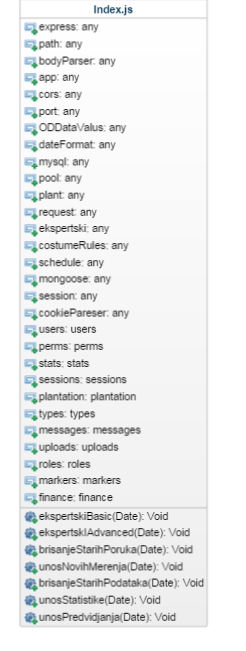 Index.js
express: any
path: any
bodyParser: any
app: any
cors: any
port: any
ODDataValus: any
dateFormat: any
mysql: any
pool: any
plant: any
request: any
ekspertski: any
costumeRules: any
schedule: any
mongoose: any
session: any
cookiePareser: any
users: users
perms: perms
stats: stats
sessions: sessions
plantation: plantation
types: types
messages: messages
uploads: uploads
roles: roles
markers: markers
finance: finance
ekspertskiBasic(Date): Void
eksperteklAdvanced(Date): Void
brisanjeStarihPoruka(Date): Void
unosNovihMerenja(Date): Void
brisanjeStarihPodataka(Date): Void
unosStatistike(Date): Void
unosPredvidjanja(Date): Void